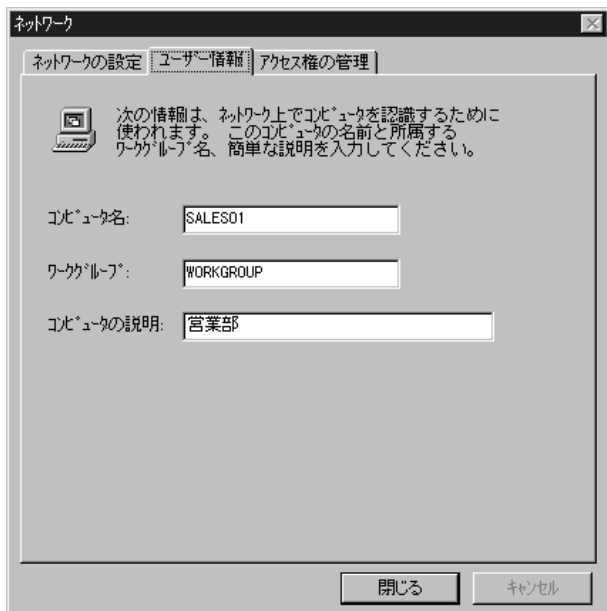 ﾈｯﾄﾜｰｸ
ﾈｯﾄﾜｰｸの設定 ユーザー情報 ｱｸｾｽ権の管理
次の情報は、ﾈｯﾄﾜｰｸ上でｺﾝﾋﾟｭｰﾀを認識するために
使われます。 このｺﾝﾋﾟｭｰﾀの名前と所属する
ﾜｰｸｸﾞﾙｰﾌﾟ名、簡単な説明を入力してください。
ｺﾝﾋﾟｭｰﾀ名: SALES01
ﾜｰｸｸﾞﾙｰﾌﾟ: WORKGROUP
ｺﾝﾋﾟｭｰﾀの説明: 営業部
閉じる ｷｬﾝｾﾙ